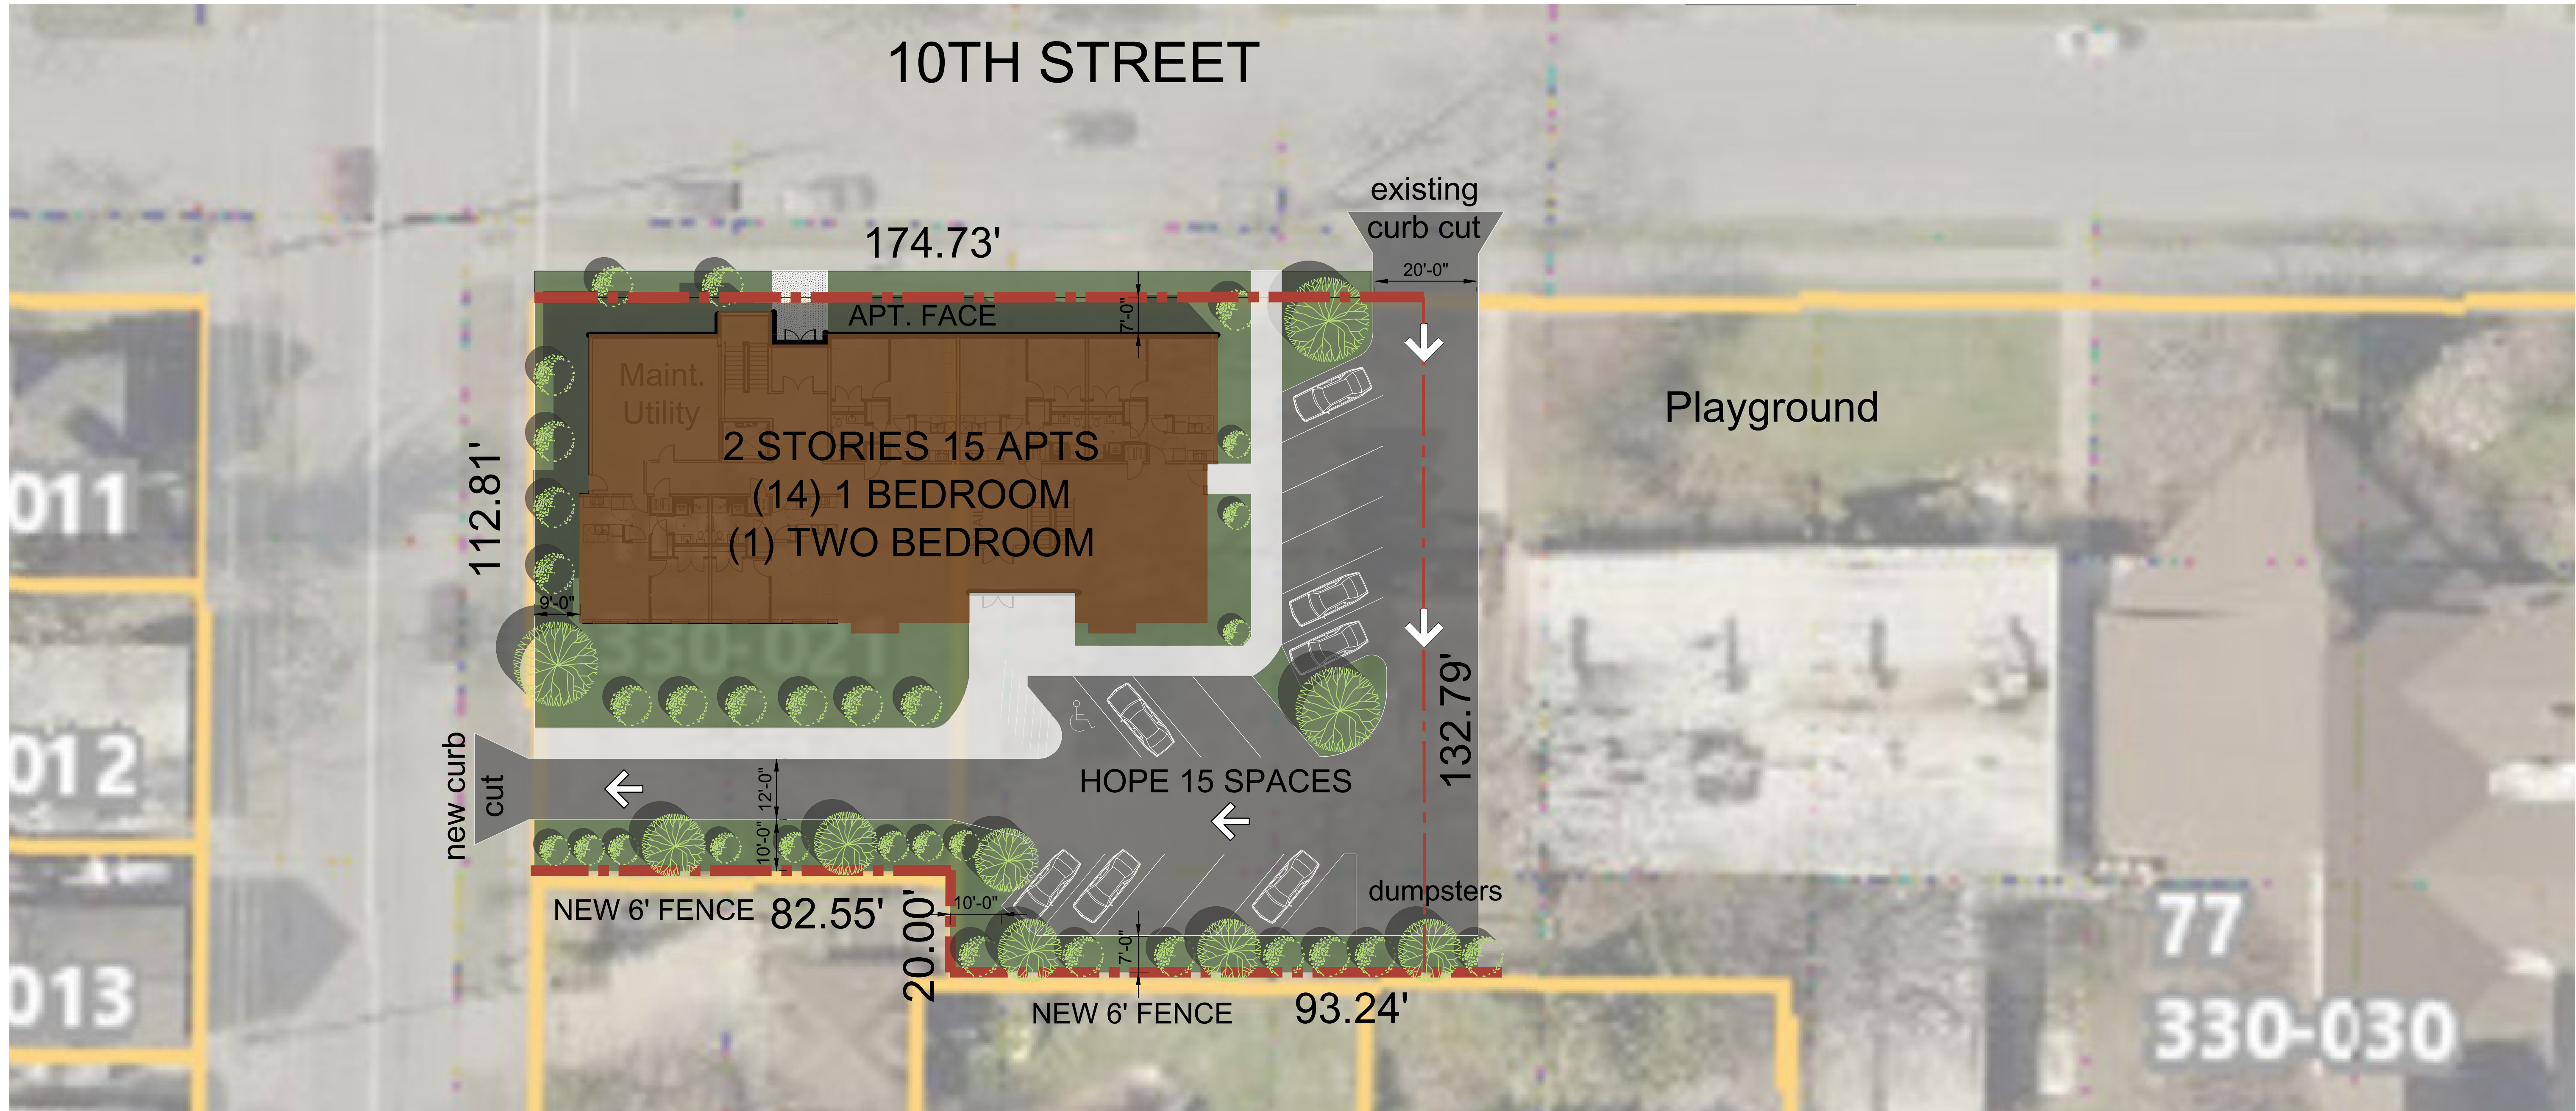 10TH STREET
existing
curb cut
174.73'
20'-0"
APT. FACE
7'-0"
Maint.
Utility
Playground
2 STORIES 15 APTS
(14) 1 BEDROOM
(1) TWO BEDROOM
112.81'
011
9'-0"
330-021
132.79'
new curb
cut
012
HOPE 15 SPACES
12'-0"
10'-0"
dumpsters
NEW 6' FENCE
82.55'
20.00'
10'-0"
7'-0"
77
330-030
013
NEW 6' FENCE
93.24'